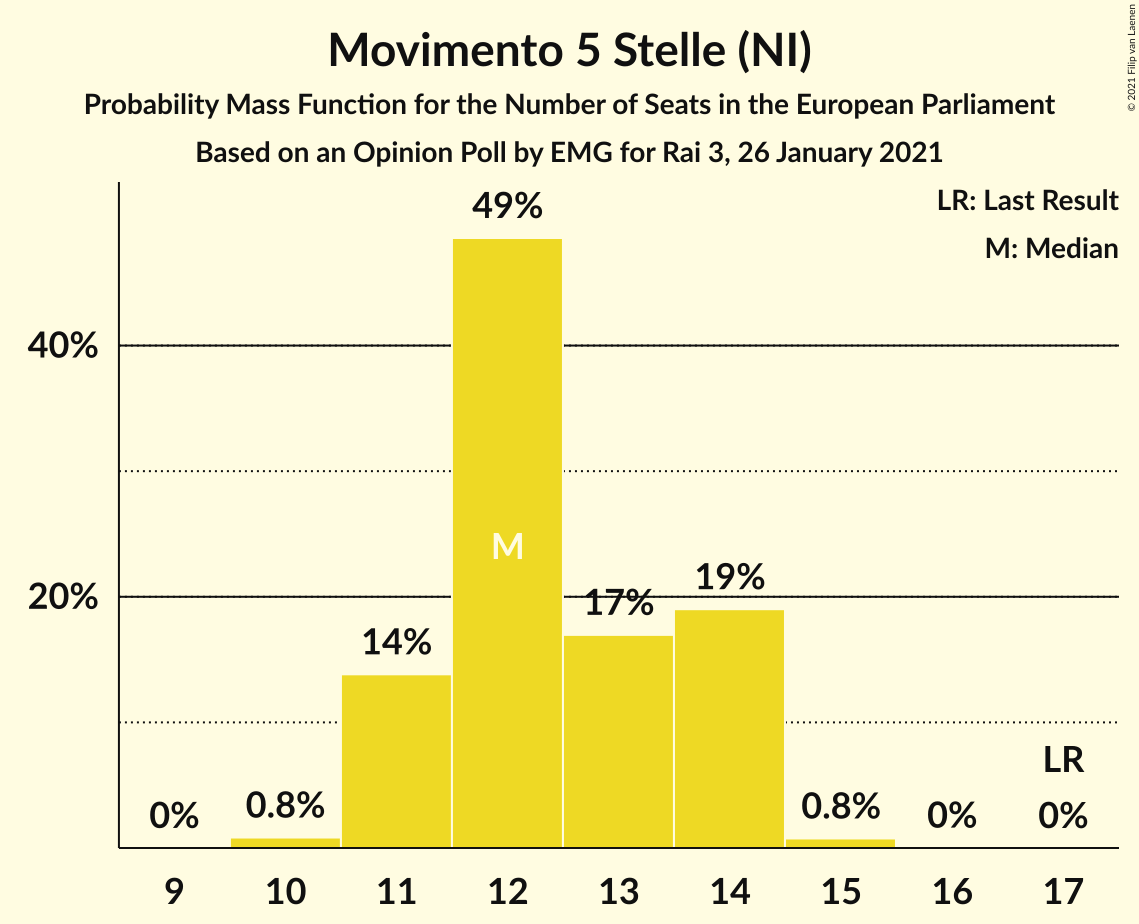 Movimento 5 Stelle (NI)
Probability Mass Function for the Number of Seats in the European Parliament
Based on an Opinion Poll by EMG for Rai 3, 26 January 2021
© 2021 Filip van Laenen
LR: Last Result
M: Median
40%
20%
0%
0.8%
14%
49%
M
17%
19%
0.8%
0%
LR
0%
9 10 11 12 13 14 15 16 17